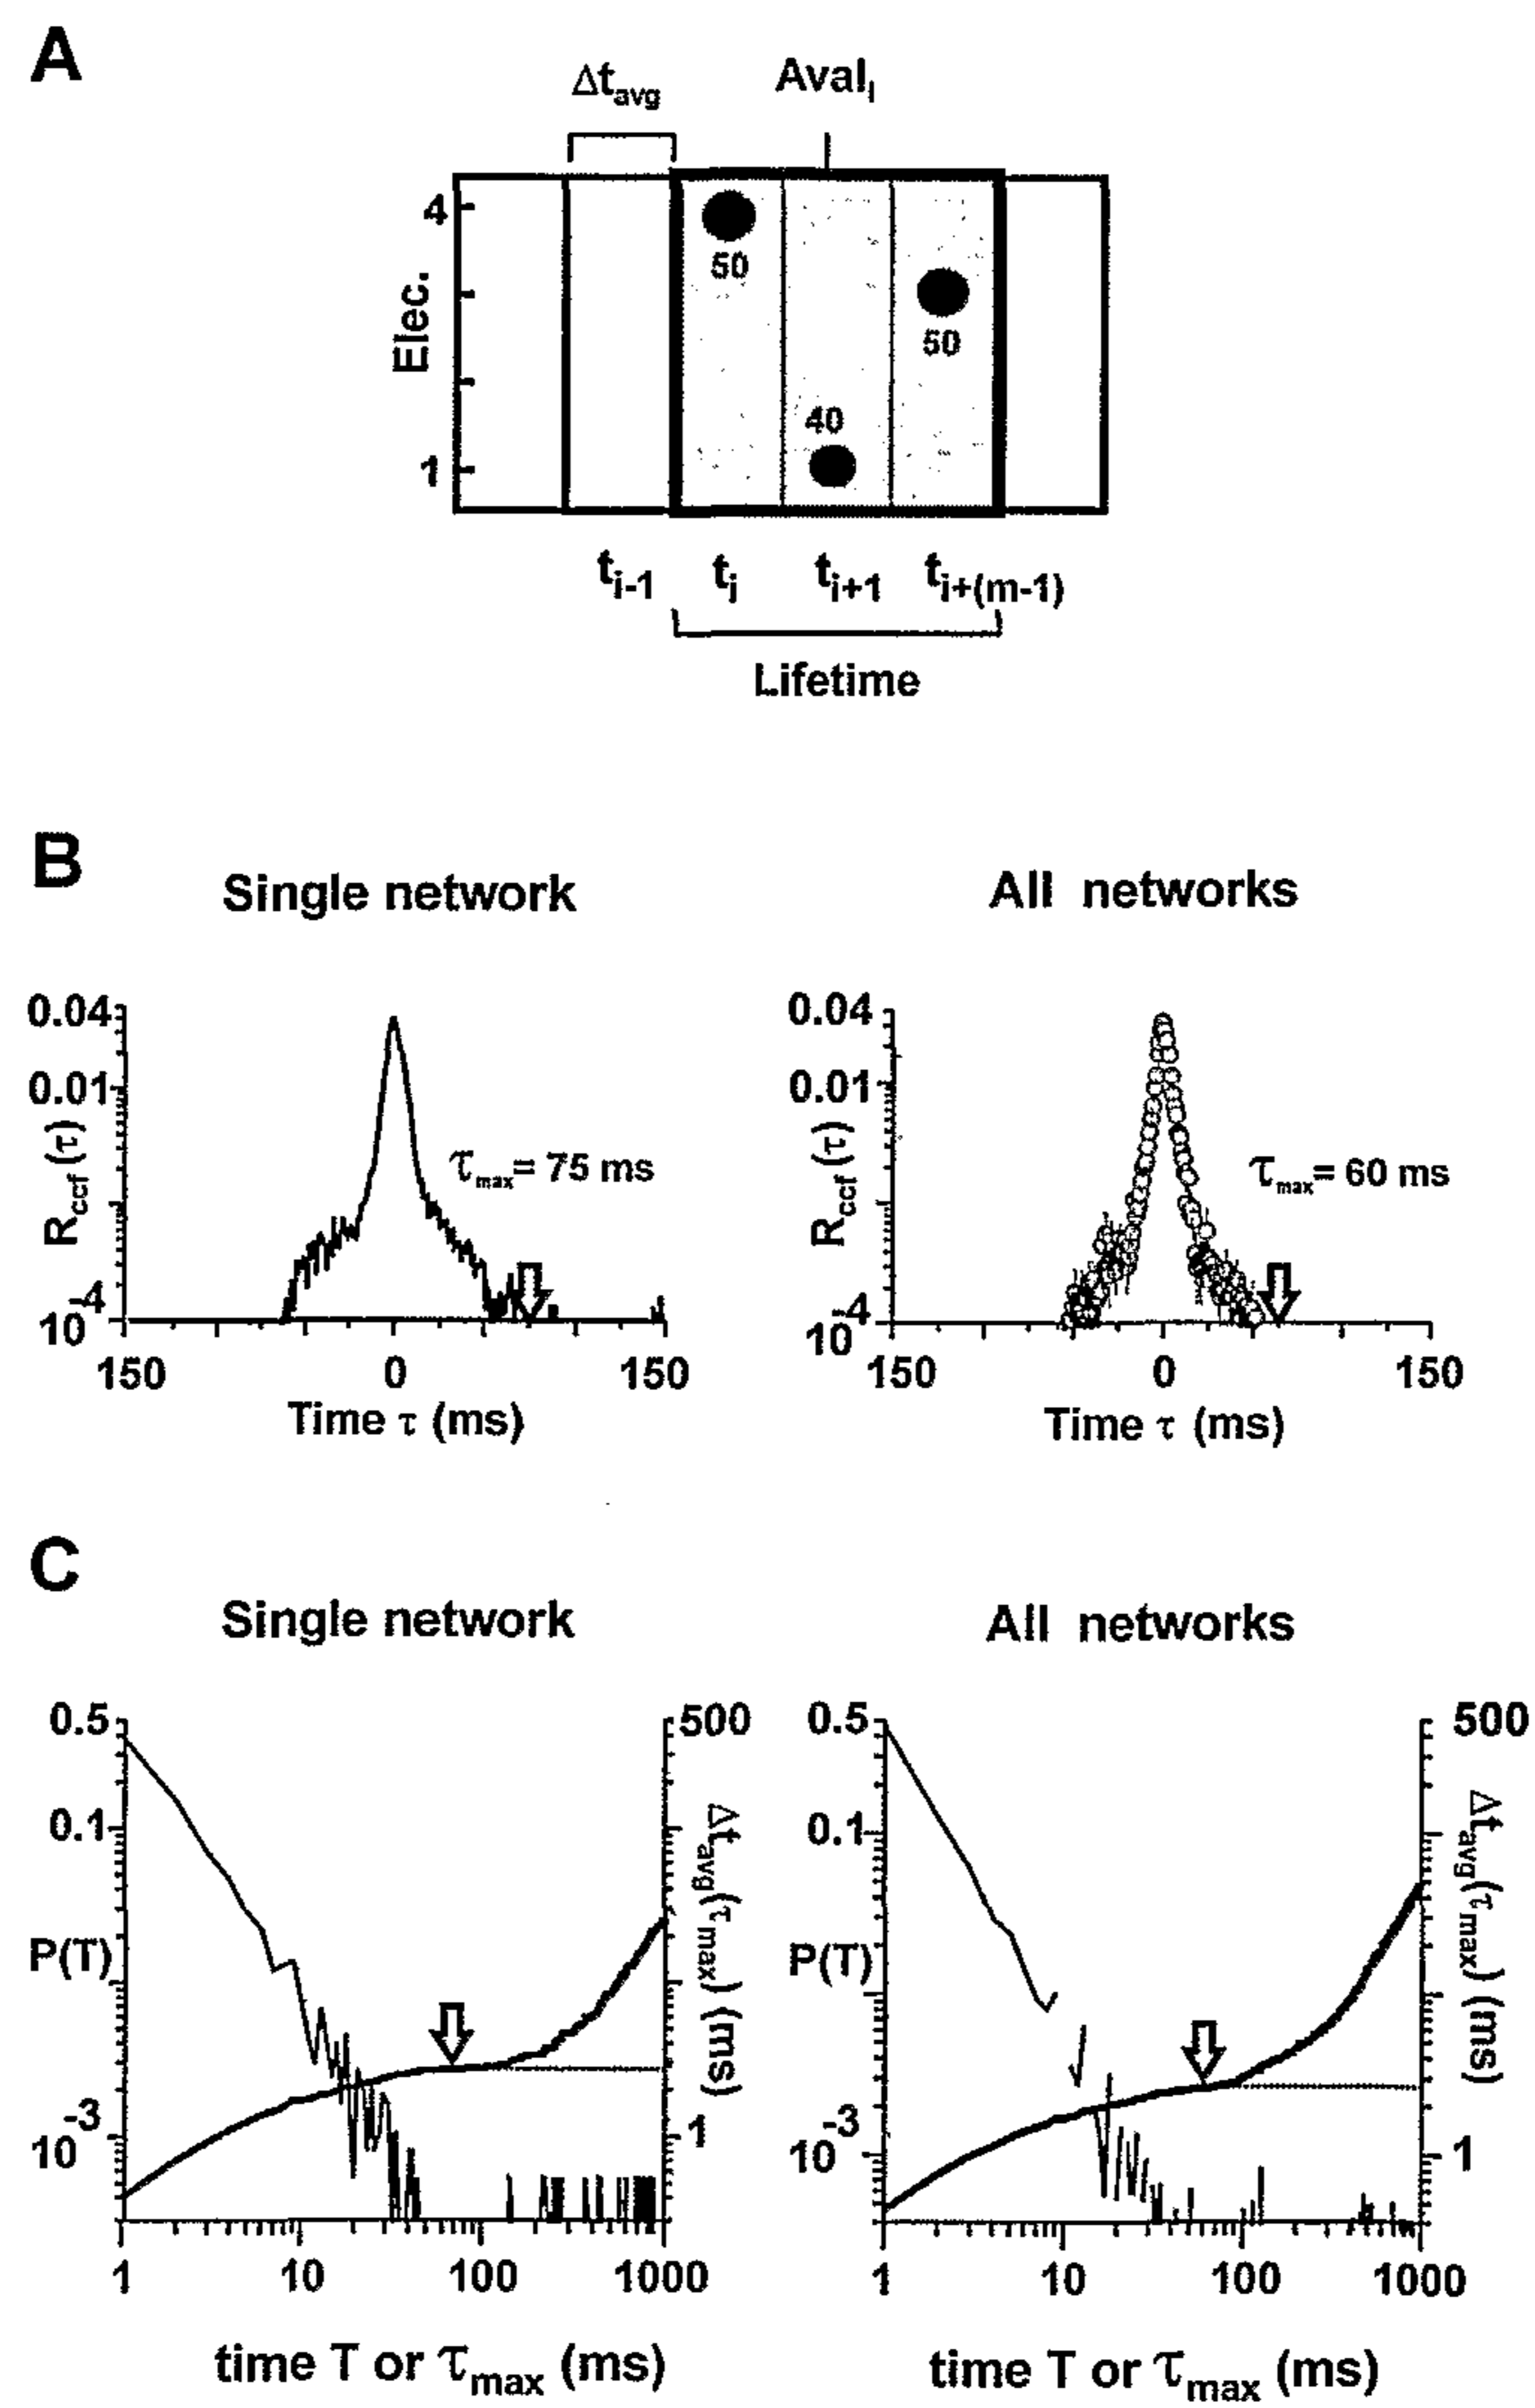 A
Δt_avg Aval_i
4
50
50
Elec.
40
1
t_i-1 t_i t_i+1 t_i+(m-1)
Lifetime
B
Single network All networks
0.04 0.04
0.01 0.01
R_ccf(τ) τ_max= 75 ms R_ccf(τ) τ_max= 60 ms
10^-4 10^-4
150 0 150 150 0 150
Time τ (ms) Time τ (ms)
C
Single network All networks
0.5 500 0.5 500
0.1 0.1
P(T) Δt_avg(τ_max) (ms) P(T) Δt_avg(τ_max) (ms)
10^-3 1 10^-3 1
1 10 100 1000 1 10 100 1000
time T or τ_max (ms) time T or τ_max (ms)